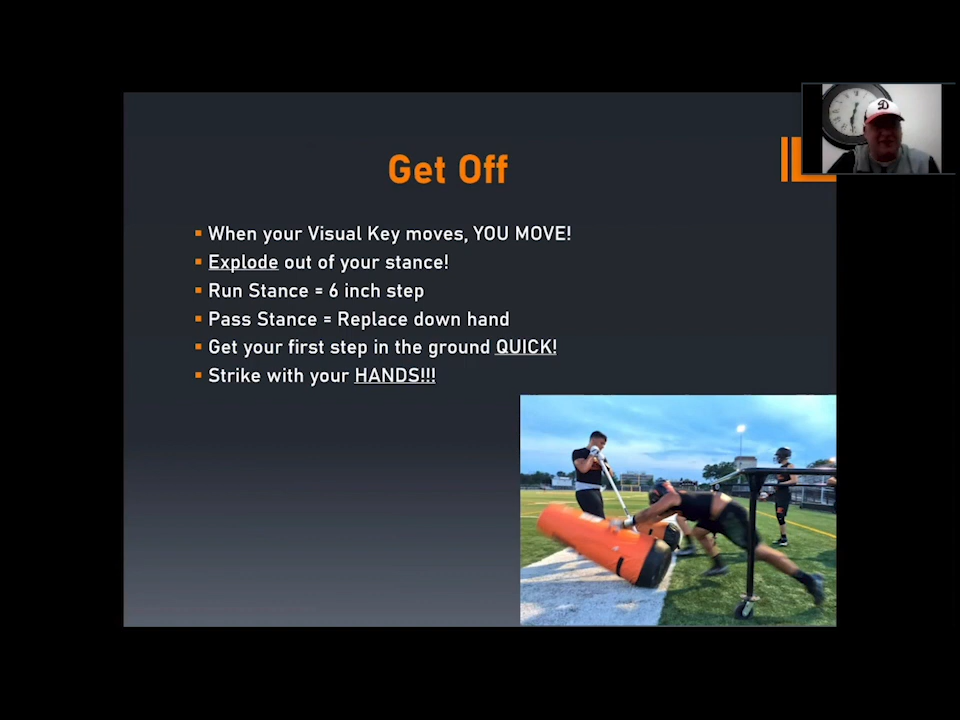 Get Off
When your Visual Key moves, YOU MOVE!
Explode out of your stance!
Run Stance = 6 inch step
Pass Stance = Replace down hand
Get your first step in the ground QUICK!
Strike with your HANDS!!!
D